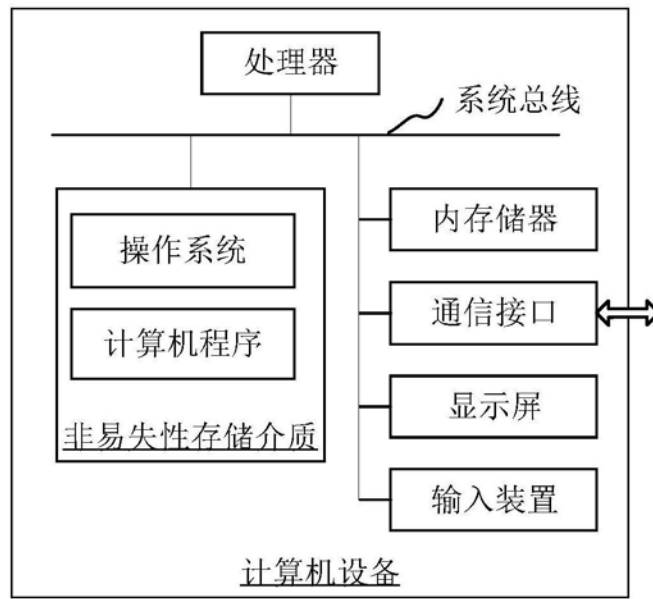 处理器
系统总线
操作系统
计算机程序
非易失性存储介质
内存储器
通信接口
显示屏
输入装置
计算机设备